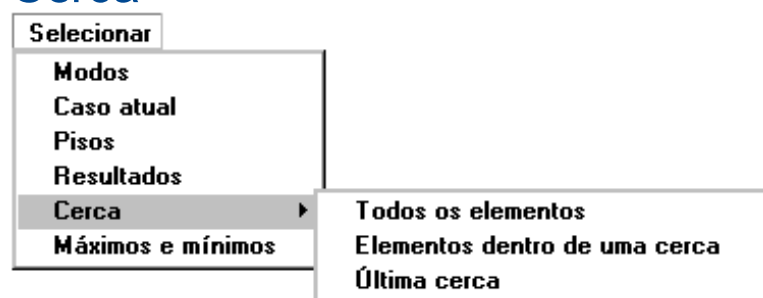 Cerca
Selecionar
Modos
Caso atual
Pisos
Resultados
Cerca
Todos os elementos
Máximos e mínimos
Elementos dentro de uma cerca
Última cerca